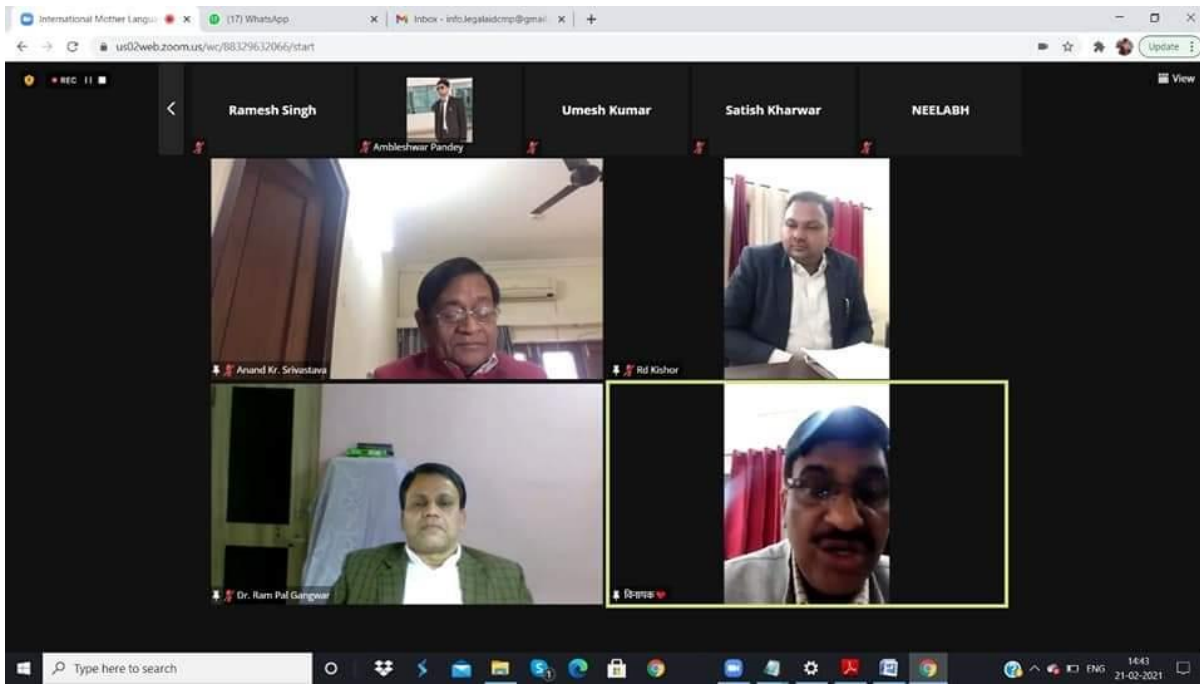 International Mother Langua
(17) WhatsApp
Inbox - info.legalaidcmp@gmail.
us02web.zoom.us/wc/88329632066/start
Update
REC
View
Ramesh Singh
Ambleshwar Pandey
Umesh Kumar
Satish Kharwar
NEELABH
Anand Kr. Srivastava
Rd Kishor
Dr. Ram Pal Gangwar
विनायक
Type here to search
ENG
14:43
21-02-2021